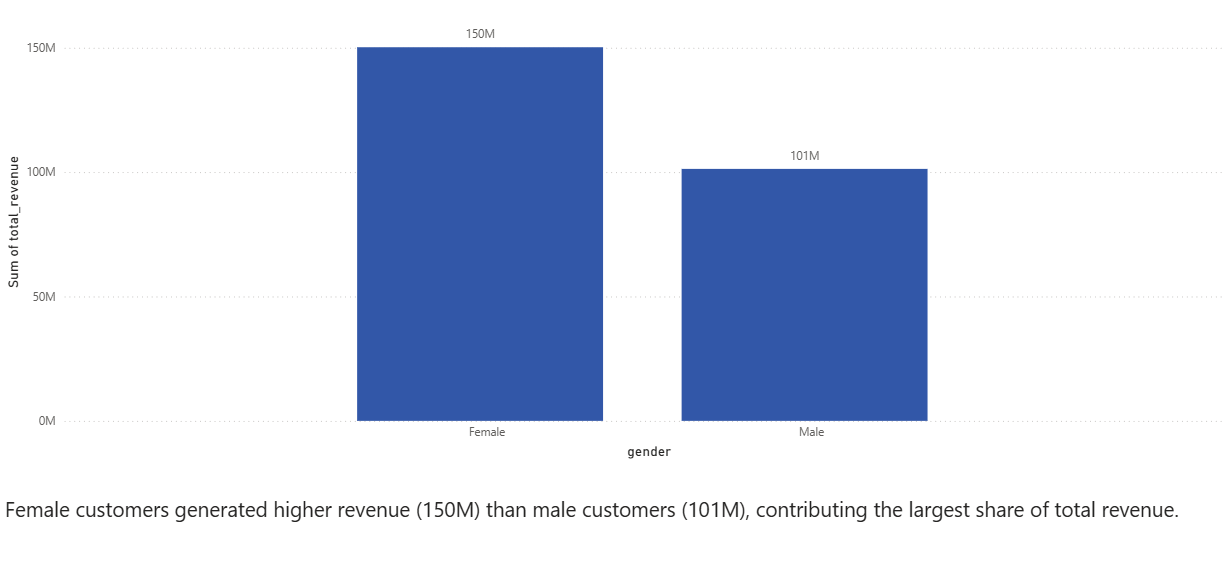 150M
150M
101M
100M
50M
0M
Sum of total_revenue
Female
Male
gender
Female customers generated higher revenue (150M) than male customers (101M), contributing the largest share of total revenue.